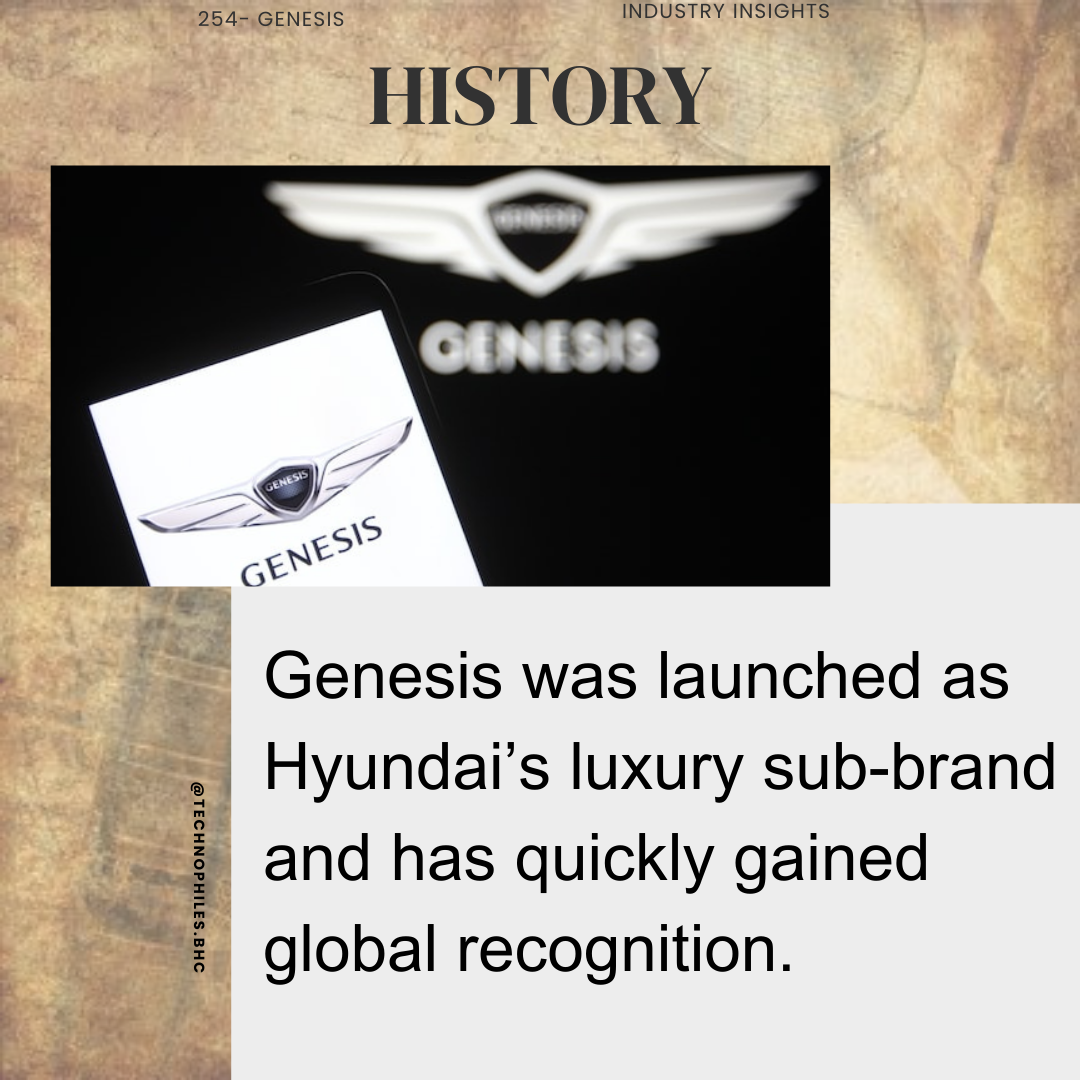 254- GENESIS
INDUSTRY INSIGHTS
HISTORY
GENESIS
GENESIS
GENESIS
GENESIS
Genesis was launched as
Hyundai’s luxury sub-brand
and has quickly gained
global recognition.
@TECHNOPHILES.BHC